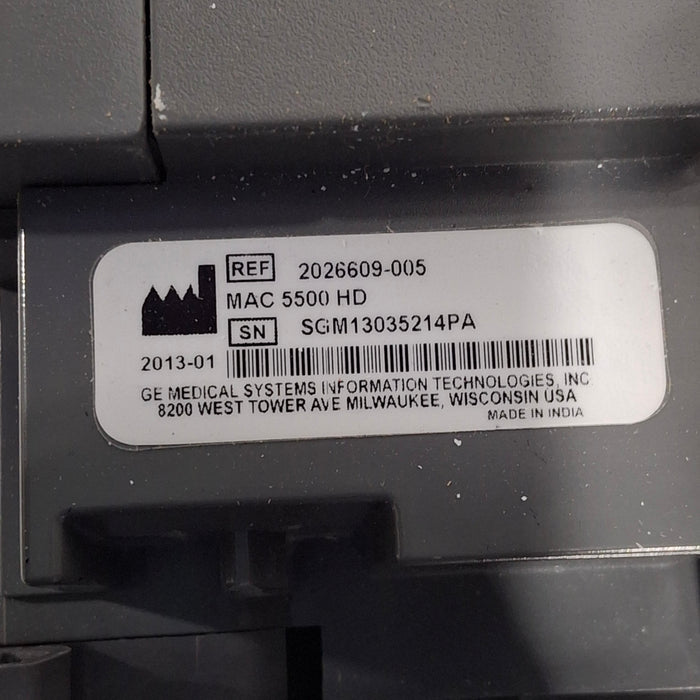 REF 2026609-005
MAC 5500 HD
SN SGM13035214PA
2013-01
GE MEDICAL SYSTEMS INFORMATION TECHNOLOGIES, INC
8200 WEST TOWER AVE MILWAUKEE, WISCONSIN USA
MADE IN INDIA